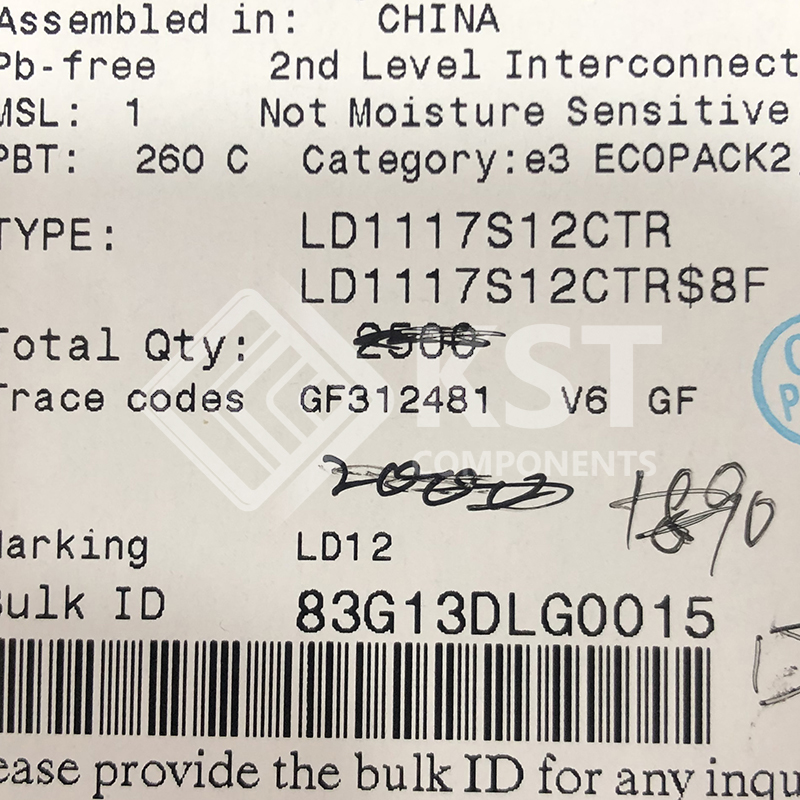 Assembled in: CHINA
Pb-free 2nd Level Interconnect
MSL: 1 Not Moisture Sensitive
PBT: 260 C Category:e3 ECOPACK2
TYPE: LD1117S12CTR
LD1117S12CTR$8F
Total Qty: 2500
KST
Trace codes GF312481 V6 GF
COMPONENTS
2000
Marking LD12
Bulk ID 83G13DLG0015
ease provide the bulk ID for any inqu